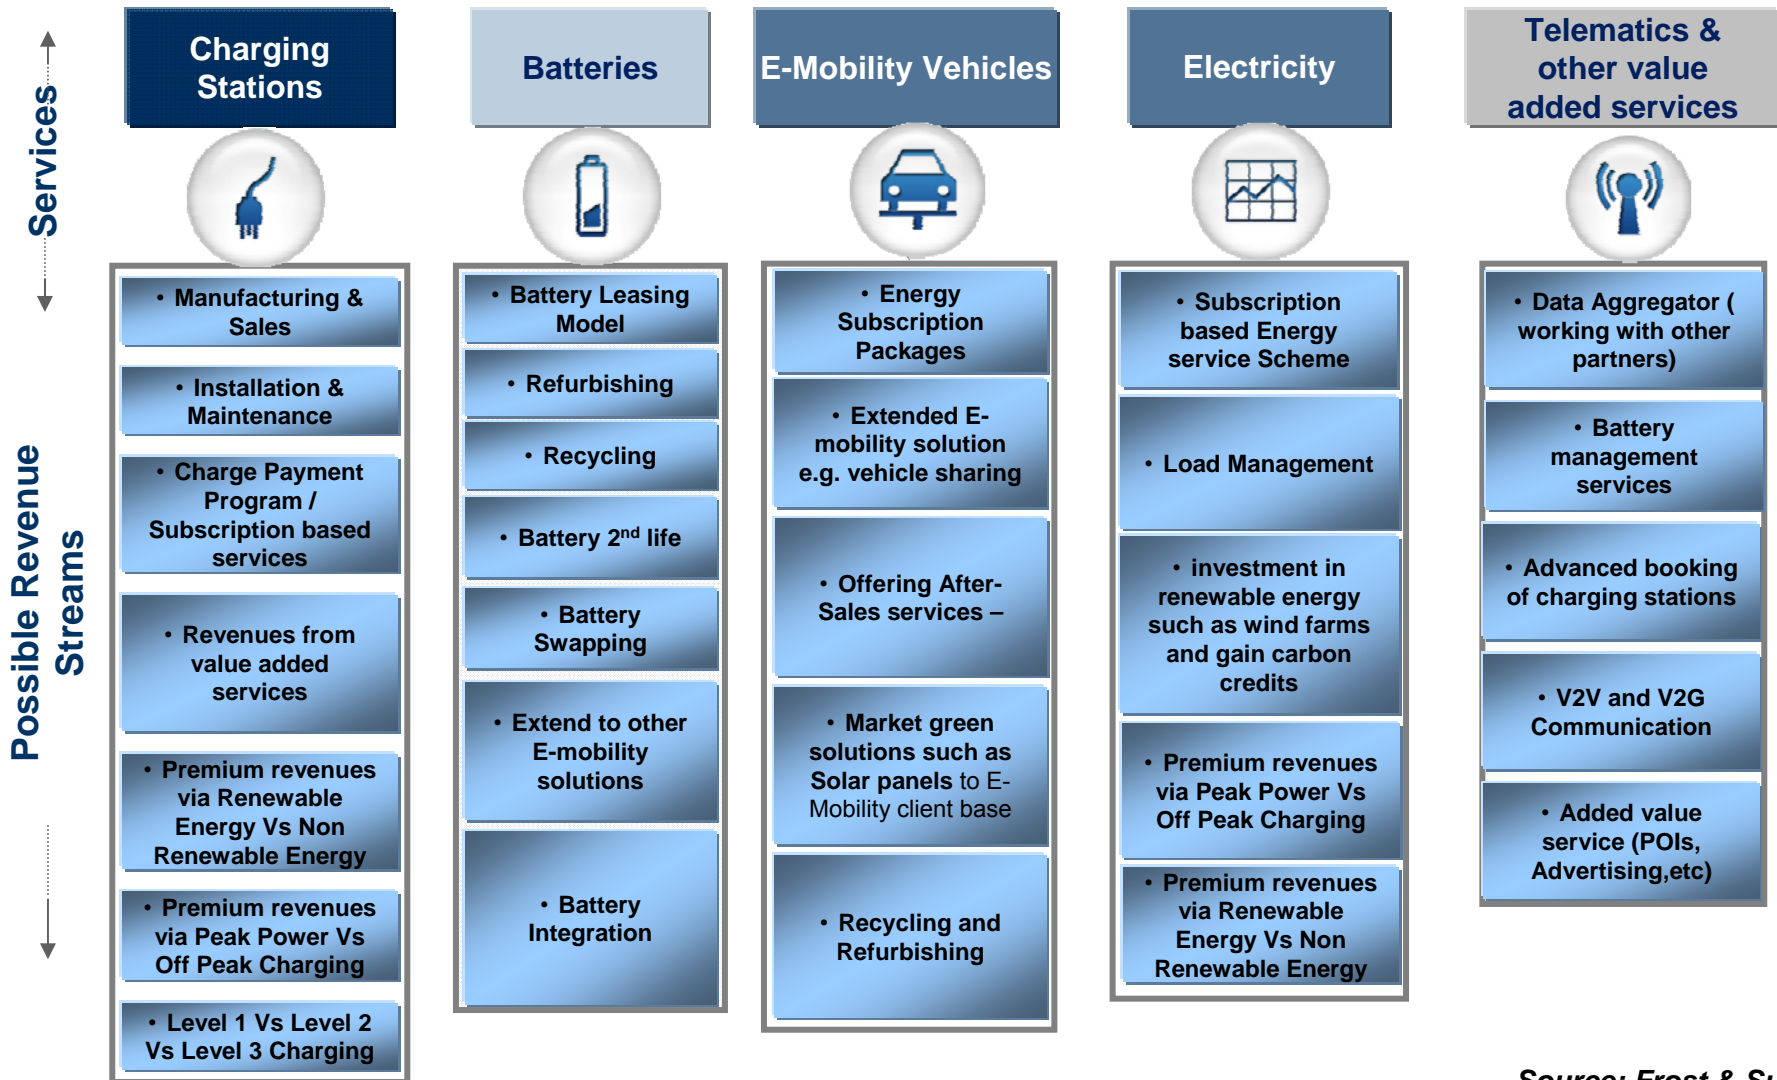 Services
Possible Revenue
Streams
Charging
Stations
• Manufacturing &
Sales
• Installation &
Maintenance
• Charge Payment
Program /
Subscription based
services
• Revenues from
value added
services
• Premium revenues
via Renewable
Energy Vs Non
Renewable Energy
• Premium revenues
via Peak Power Vs
Off Peak Charging
• Level 1 Vs Level 2
Vs Level 3 Charging
Batteries
• Battery Leasing
Model
• Refurbishing
• Recycling
• Battery 2nd life
• Battery
Swapping
• Extend to other
E-mobility
solutions
• Battery
Integration
E-Mobility Vehicles
• Energy
Subscription
Packages
• Extended E-
mobility solution
e.g. vehicle sharing
• Offering After-
Sales services –
• Market green
solutions such as
Solar panels to E-
Mobility client base
• Recycling and
Refurbishing
Electricity
• Subscription
based Energy
service Scheme
• Load Management
• investment in
renewable energy
such as wind farms
and gain carbon
credits
• Premium revenues
via Peak Power Vs
Off Peak Charging
• Premium revenues
via Renewable
Energy Vs Non
Renewable Energy
Telematics &
other value
added services
• Data Aggregator (
working with other
partners)
• Battery
management
services
• Advanced booking
of charging stations
• V2V and V2G
Communication
• Added value
service (POIs,
Advertising,etc)
Source: Frost &